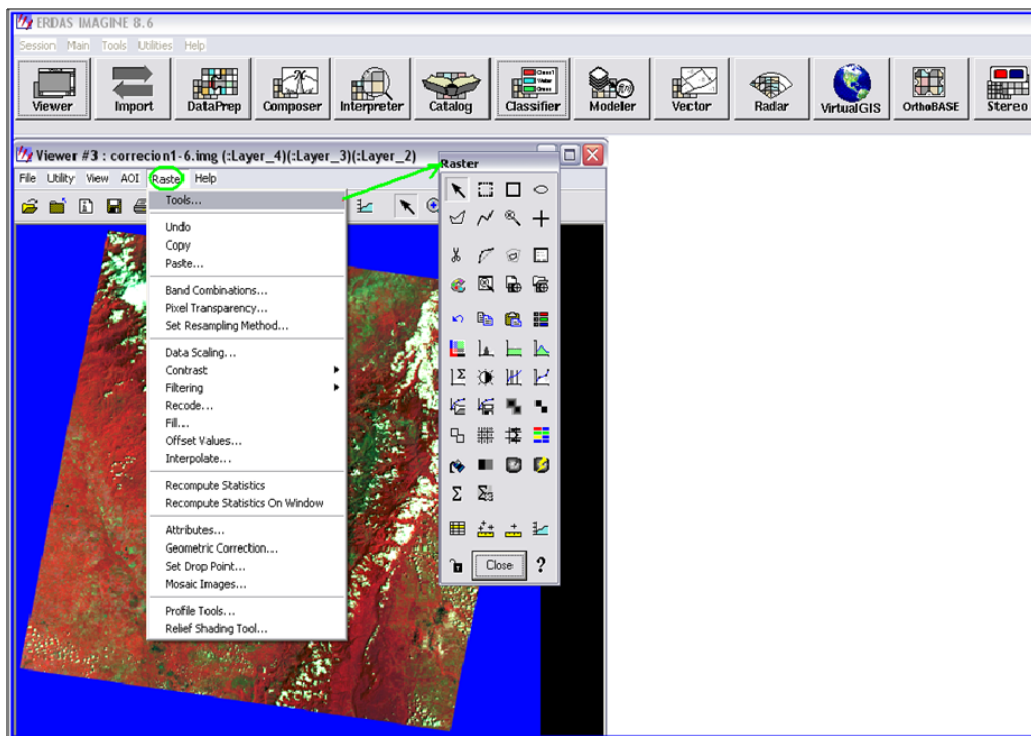 ERDAS IMAGINE 8.6
Session Main Tools Utilities Help
Viewer Import DataPrep Composer Interpreter Catalog Classifier Modeler Vector Radar VirtualGIS OrthoBASE Stereo
Viewer #3 : correcion1-6.img (:Layer_4)(:Layer_3)(:Layer_2)
File Utility View AOI Raster Help
Tools...
Undo
Copy
Paste...
Band Combinations...
Pixel Transparency...
Set Resampling Method...
Data Scaling...
Contrast
Filtering
Recode...
Fill...
Offset Values...
Interpolate...
Recompute Statistics
Recompute Statistics On Window
Attributes...
Geometric Correction...
Set Drop Point...
Mosaic Images...
Profile Tools...
Relief Shading Tool...
Raster
Close ?